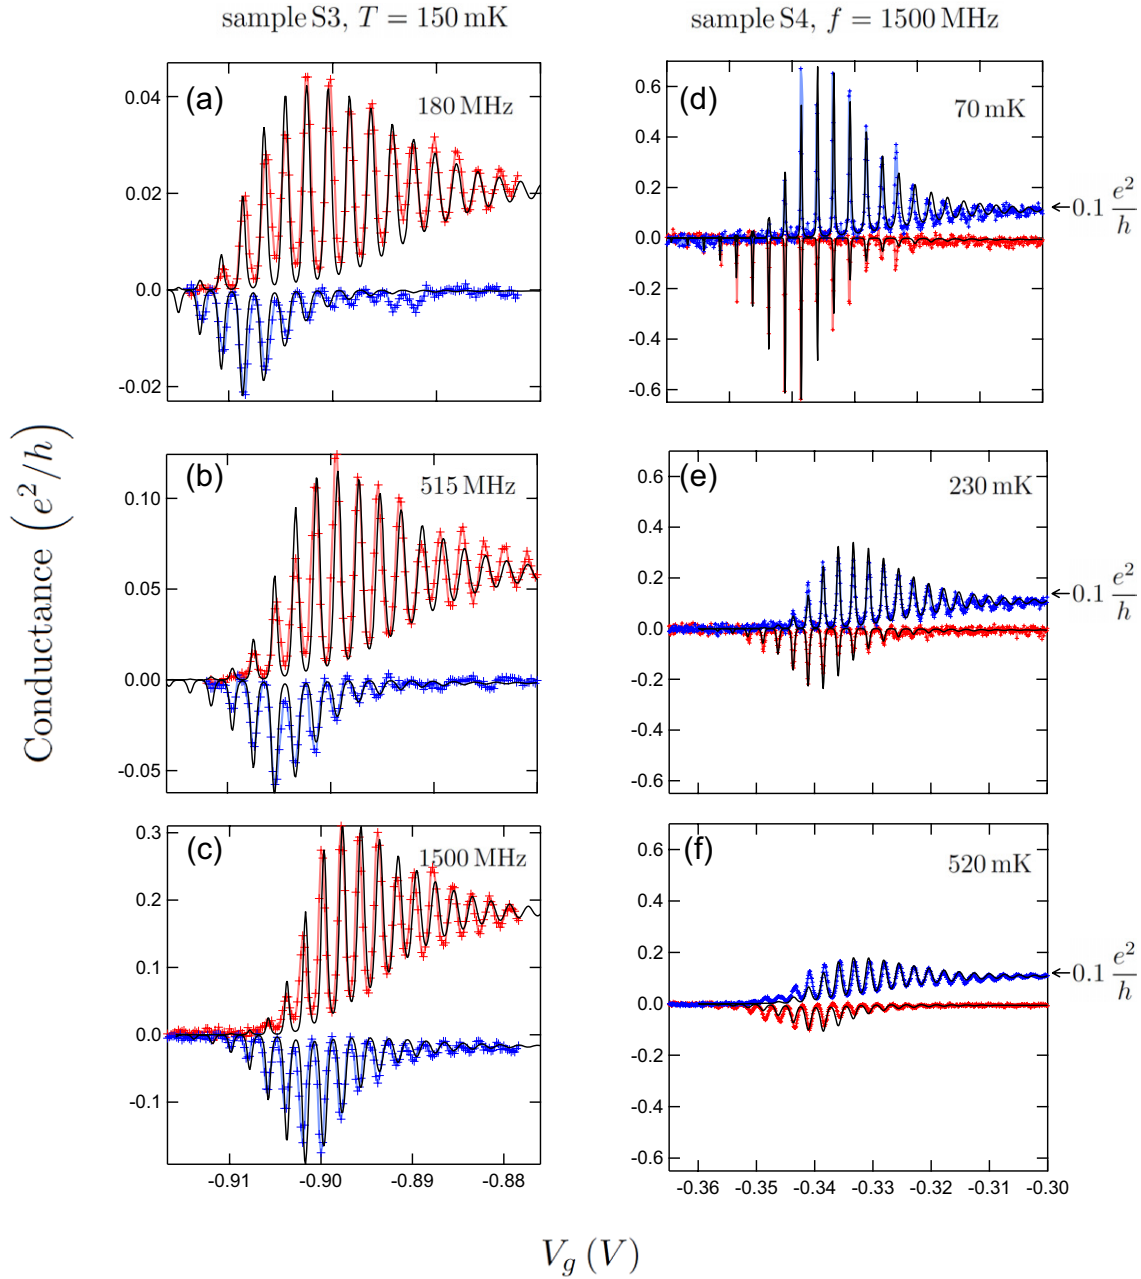 sample S3, T = 150 mK
sample S4, f = 1500 MHz
(a)
180 MHz
0.04
0.02
0.0
-0.02
(d)
70 mK
0.6
0.4
0.2
0.0
-0.2
-0.4
-0.6
←0.1 e²/h
Conductance (e²/h)
(b)
515 MHz
0.10
0.05
0.00
-0.05
(e)
230 mK
0.6
0.4
0.2
0.0
-0.2
-0.4
-0.6
←0.1 e²/h
(c)
1500 MHz
0.3
0.2
0.1
0.0
-0.1
-0.91 -0.90 -0.89 -0.88
(f)
520 mK
0.6
0.4
0.2
0.0
-0.2
-0.4
-0.6
←0.1 e²/h
-0.36 -0.35 -0.34 -0.33 -0.32 -0.31 -0.30
V_g (V)